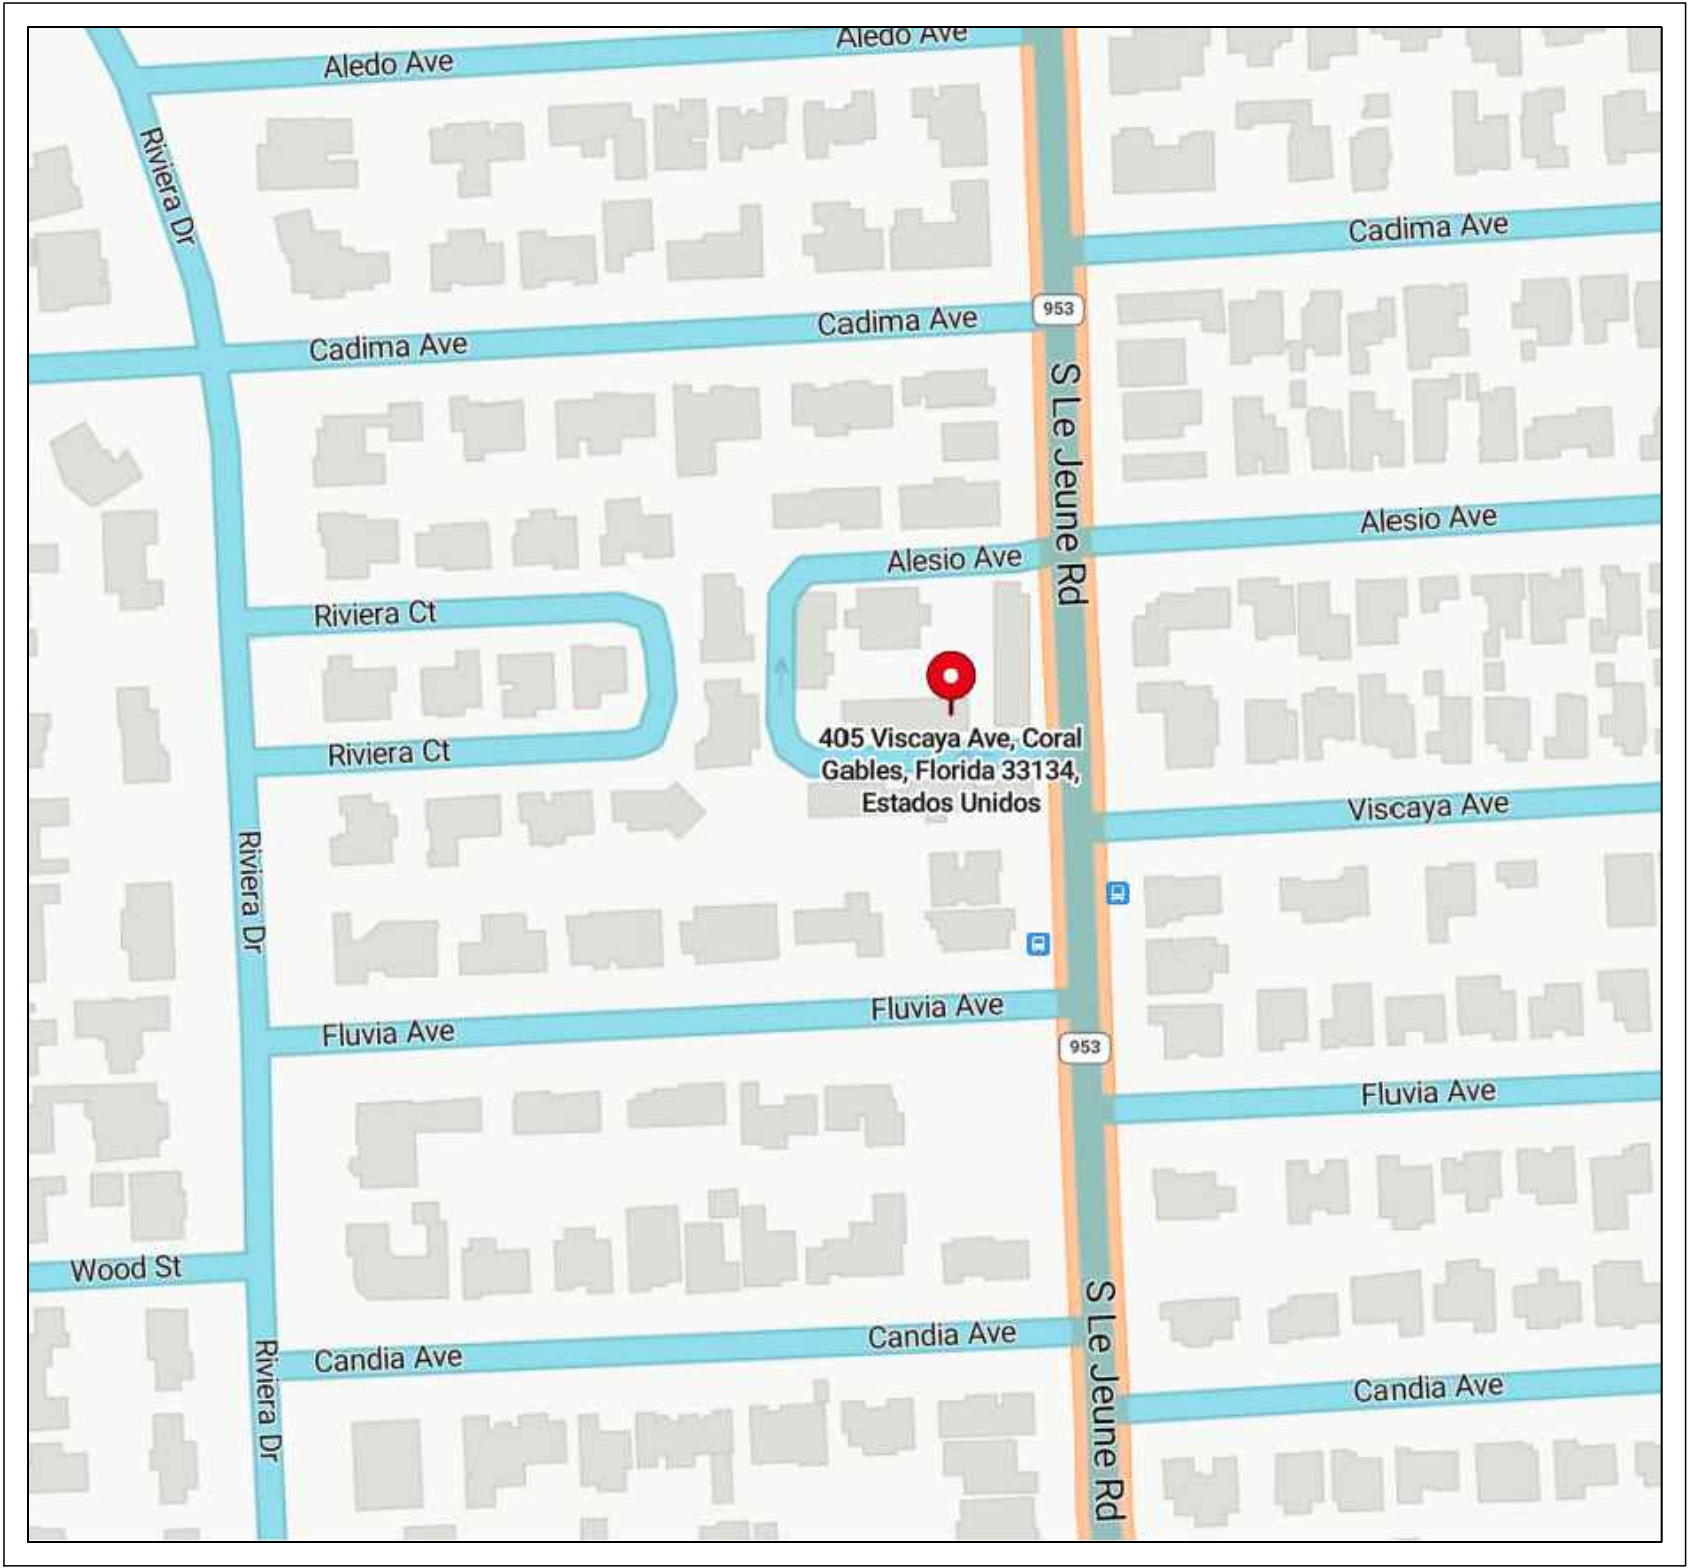 Aledo Ave
Aledo Ave
Riviera Dr
Cadima Ave
953
Cadima Ave
Cadima Ave
S Le Jeune Rd
Alesio Ave
Alesio Ave
Riviera Ct
405 Viscaya Ave, Coral
Gables, Florida 33134,
Estados Unidos
Riviera Ct
Viscaya Ave
Riviera Dr
Fluvia Ave
Fluvia Ave
953
Fluvia Ave
Wood St
S Le Jeune Rd
Candia Ave
Candia Ave
Candia Ave
Riviera Dr